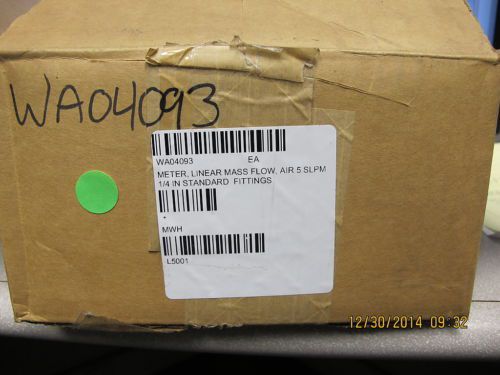 WA04093
WA04093 EA
METER, LINEAR MASS FLOW, AIR 5 SLPM
1/4 IN STANDARD FITTINGS
*
MWH
L5001
12/30/2014 09:32